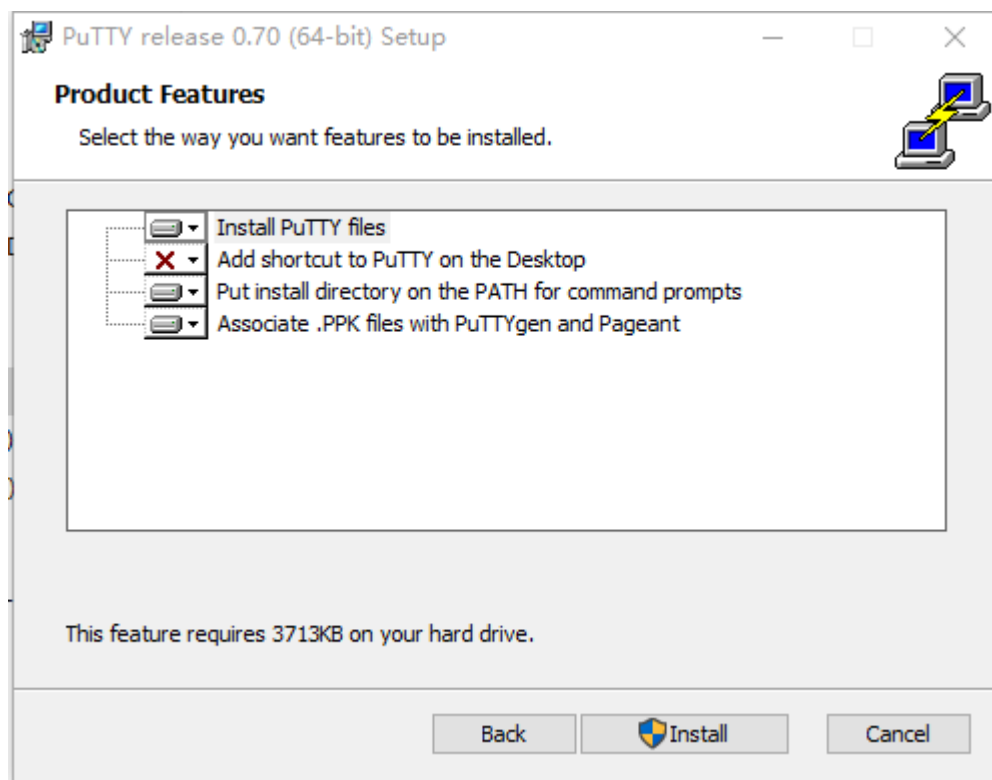 PuTTY release 0.70 (64-bit) Setup
Product Features
Select the way you want features to be installed.
Install PuTTY files
Add shortcut to PuTTY on the Desktop
Put install directory on the PATH for command prompts
Associate .PPK files with PuTTYgen and Pageant
This feature requires 3713KB on your hard drive.
Back Install Cancel